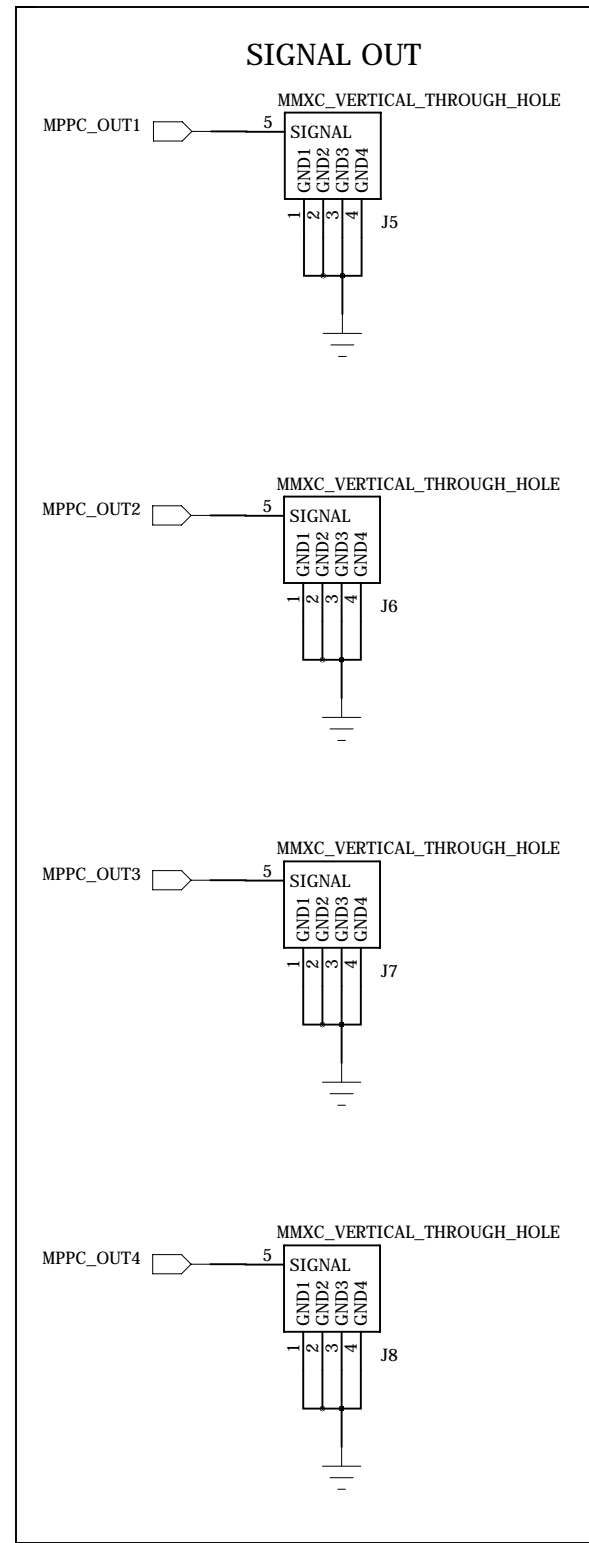 SIGNAL OUT
MMXC_VERTICAL_THROUGH_HOLE
MPPC_OUT1
5
SIGNAL
GND1
GND2
GND3
GND4
1
2
3
4
J5
MMXC_VERTICAL_THROUGH_HOLE
MPPC_OUT2
5
SIGNAL
GND1
GND2
GND3
GND4
1
2
3
4
J6
MMXC_VERTICAL_THROUGH_HOLE
MPPC_OUT3
5
SIGNAL
GND1
GND2
GND3
GND4
1
2
3
4
J7
MMXC_VERTICAL_THROUGH_HOLE
MPPC_OUT4
5
SIGNAL
GND1
GND2
GND3
GND4
1
2
3
4
J8